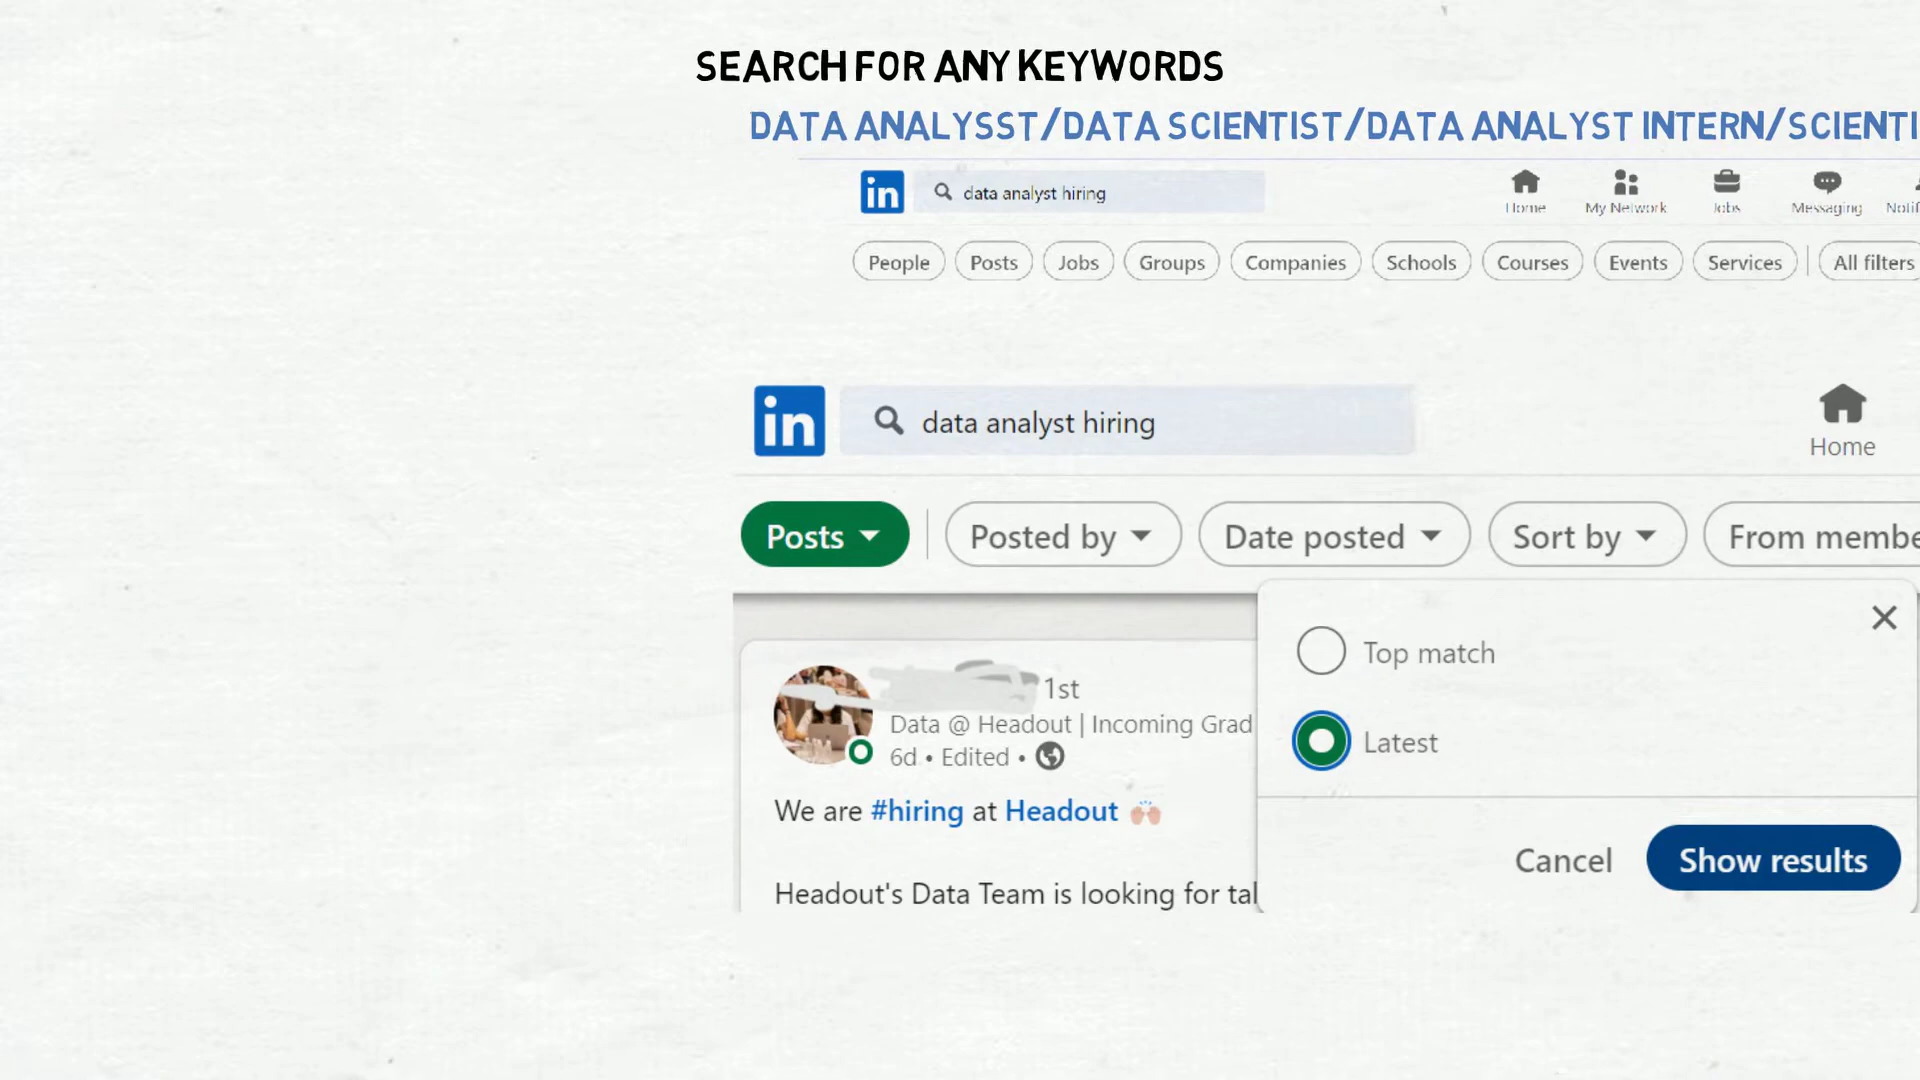 SEARCH FOR ANY KEYWORDS
DATA ANALYSST/DATA SCIENTIST/DATA ANALYST INTERN/SCIENTI
in data analyst hiring
Home My Network Jobs Messaging Notif
People Posts Jobs Groups Companies Schools Courses Events Services All filters
in data analyst hiring
Home
Posts Posted by Date posted Sort by From membe
1st
Data @ Headout | Incoming Grad
6d • Edited •
We are #hiring at Headout 🙌🏻
Headout's Data Team is looking for tal
Top match
Latest
Cancel Show results